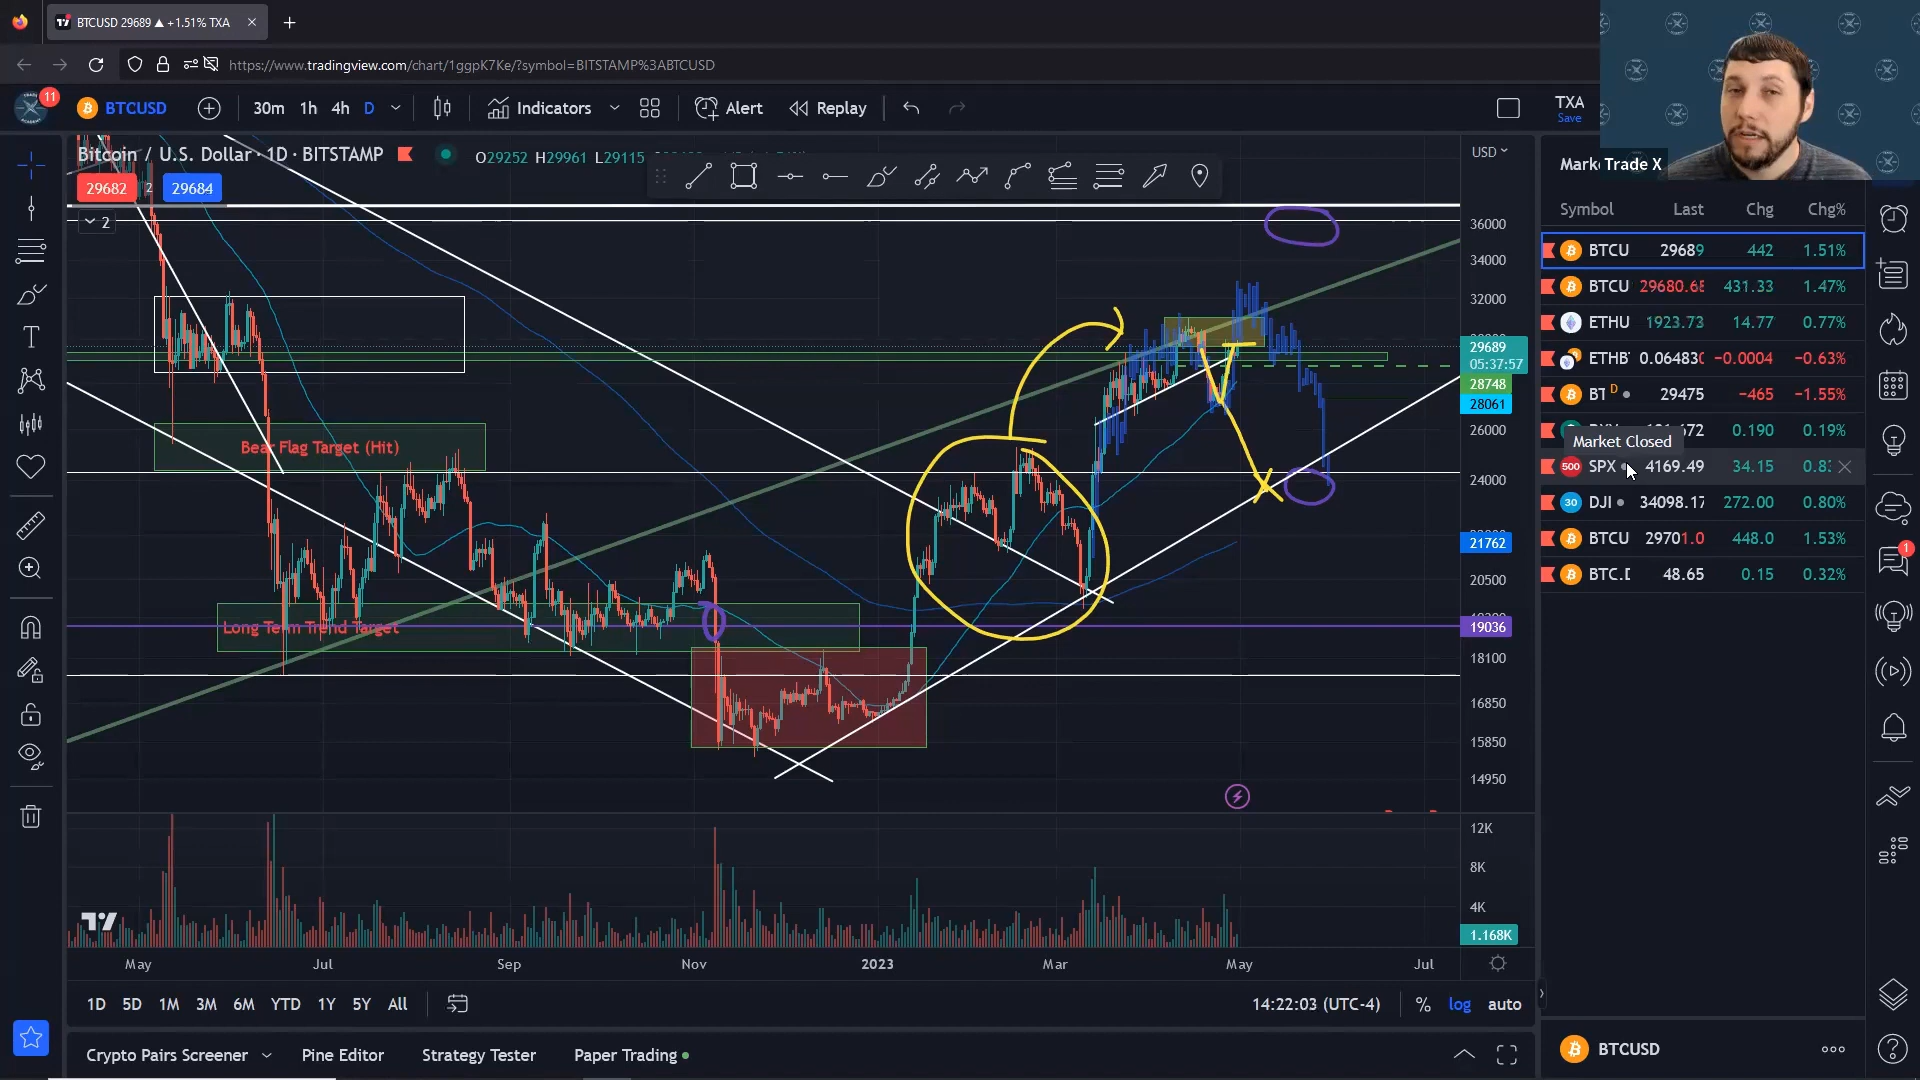 BTCUSD 29689 ▲ +1.51% TXA
https://www.tradingview.com/chart/1ggpK7Ke/?symbol=BITSTAMP%3ABTCUSD
11
BTCUSD
30m 1h 4h D
Indicators
Alert
Replay
TXA
Save
Bitcoin / U.S. Dollar · 1D · BITSTAMP
O29252 H29961 L29115
29682 2 29684
2
USD
36000
34000
32000
29689
05:37:57
28748
28061
26000
24000
21762
20500
19036
18100
16850
15850
14950
12K
8K
4K
1.168K
Bear Flag Target (Hit)
Long Term Trend Target
May Jul Sep Nov 2023 Mar May Jul
1D 5D 1M 3M 6M YTD 1Y 5Y All
14:22:03 (UTC-4) % log auto
Crypto Pairs Screener Pine Editor Strategy Tester Paper Trading
Trade X
Symbol Last Chg Chg%
BTCU 29689 442 1.51%
BTCU 29680.68 431.33 1.47%
ETHU 1923.73 14.77 0.77%
ETHB 0.06483 −0.0004 −0.63%
BT D 29475 −465 −1.55%
Market Closed
0.190 0.19%
500 SPX 4169.49 34.15
30 DJI 34098.17 272.00 0.80%
BTCU 29701.0 448.0 1.53%
BTC.D 48.65 0.15 0.32%
1
BTCUSD